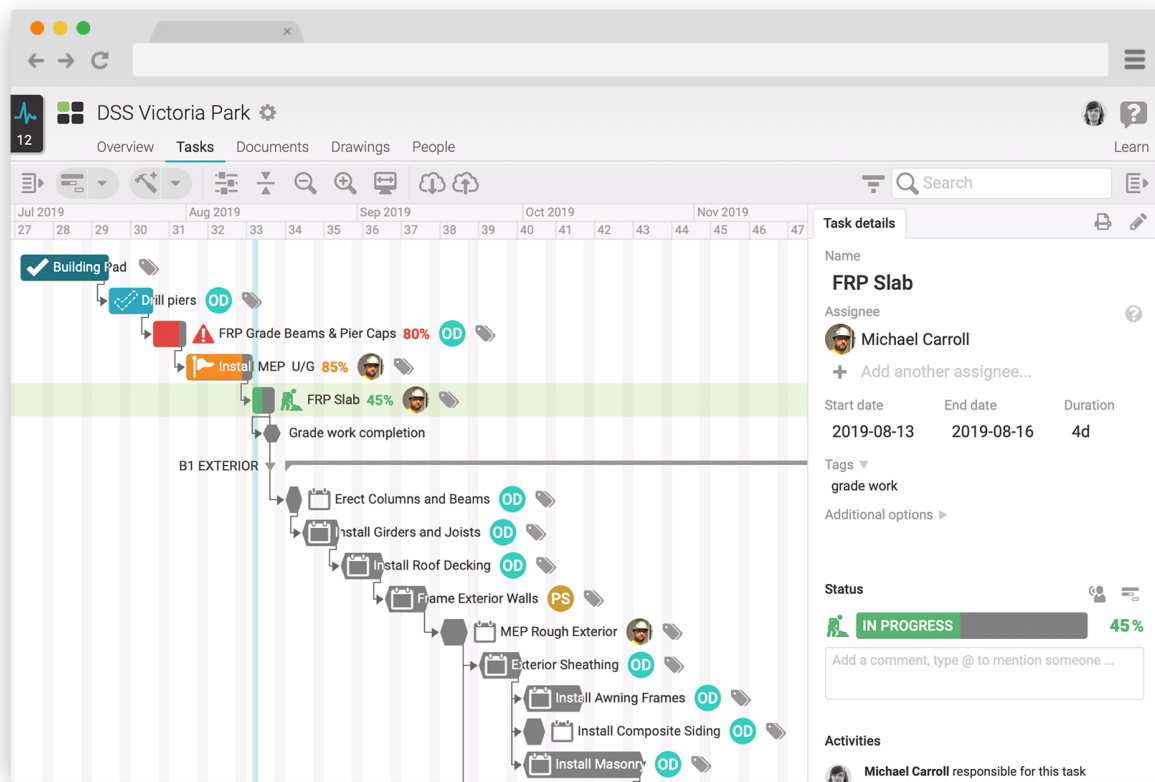 12
DSS Victoria Park
Overview Tasks Documents Drawings People
Learn
Search
Jul 2019 Aug 2019 Sep 2019 Oct 2019 Nov 2019
27 28 29 30 31 32 33 34 35 36 37 38 39 40 41 42 43 44 45 46 47
Building Pad
Drill piers OD
FRP Grade Beams & Pier Caps 80% OD
Install MEP U/G 85%
FRP Slab 45%
Grade work completion
B1 EXTERIOR
Erect Columns and Beams OD
Install Girders and Joists OD
Install Roof Decking OD
Frame Exterior Walls PS
MEP Rough Exterior
Exterior Sheathing OD
Install Awning Frames OD
Install Composite Siding OD
Install Masonry OD
Task details
Name
FRP Slab
Assignee
Michael Carroll
Add another assignee...
Start date End date Duration
2019-08-13 2019-08-16 4d
Tags
grade work
Additional options
Status
IN PROGRESS 45%
Add a comment, type @ to mention someone ...
Activities
Michael Carroll responsible for this task